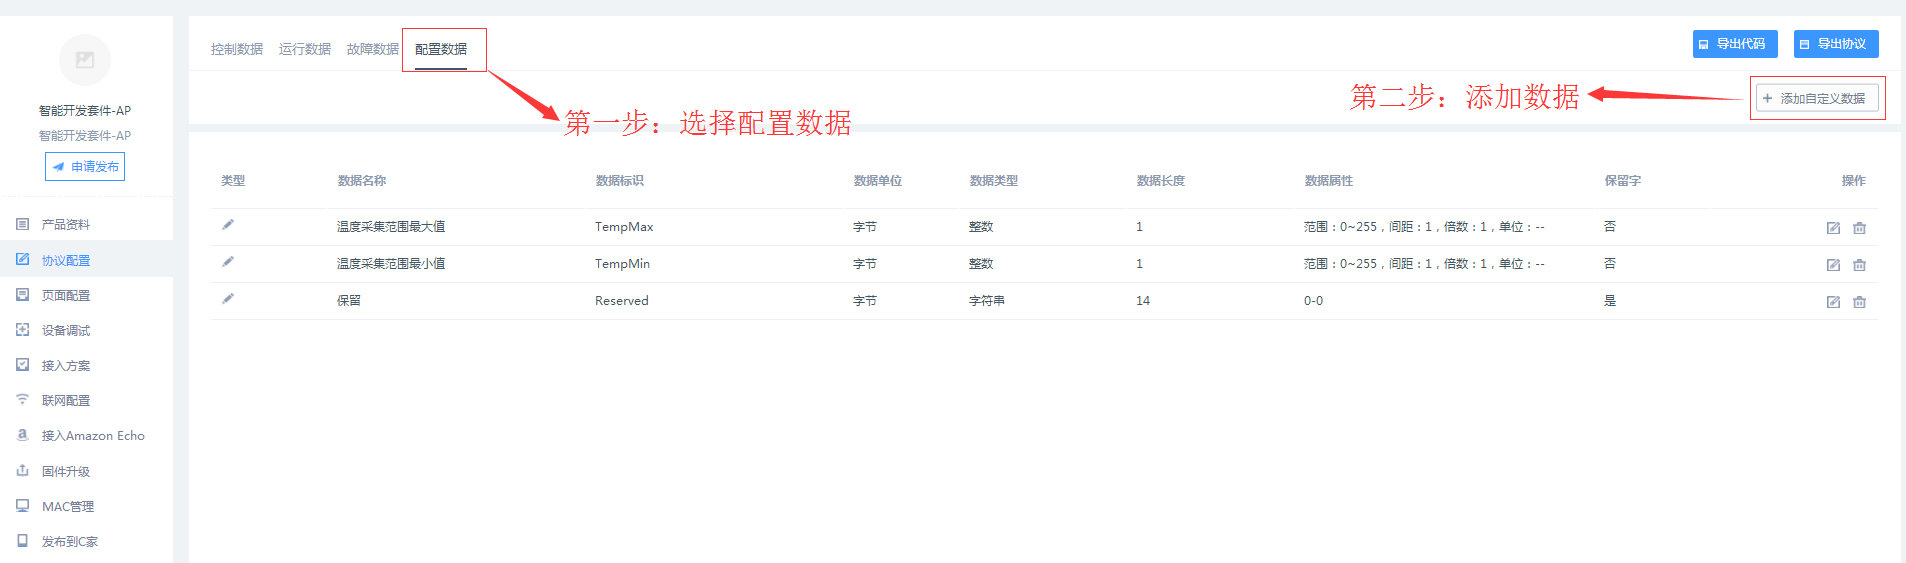 智能开发套件-AP
智能开发套件-AP
申请发布
产品资料
协议配置
页面配置
设备调试
接入方案
联网配置
接入Amazon Echo
固件升级
MAC管理
发布到C家
控制数据 运行数据 故障数据 配置数据
导出代码 导出协议
第一步：选择配置数据
第二步：添加数据
+ 添加自定义数据
类型 数据名称 数据标识 数据单位 数据类型 数据长度 数据属性 保留字 操作
温度采集范围最大值 TempMax 字节 整数 1 范围：0~255，间距：1，倍数：1，单位：-- 否
温度采集范围最小值 TempMin 字节 整数 1 范围：0~255，间距：1，倍数：1，单位：-- 否
保留 Reserved 字节 字符串 14 0-0 是